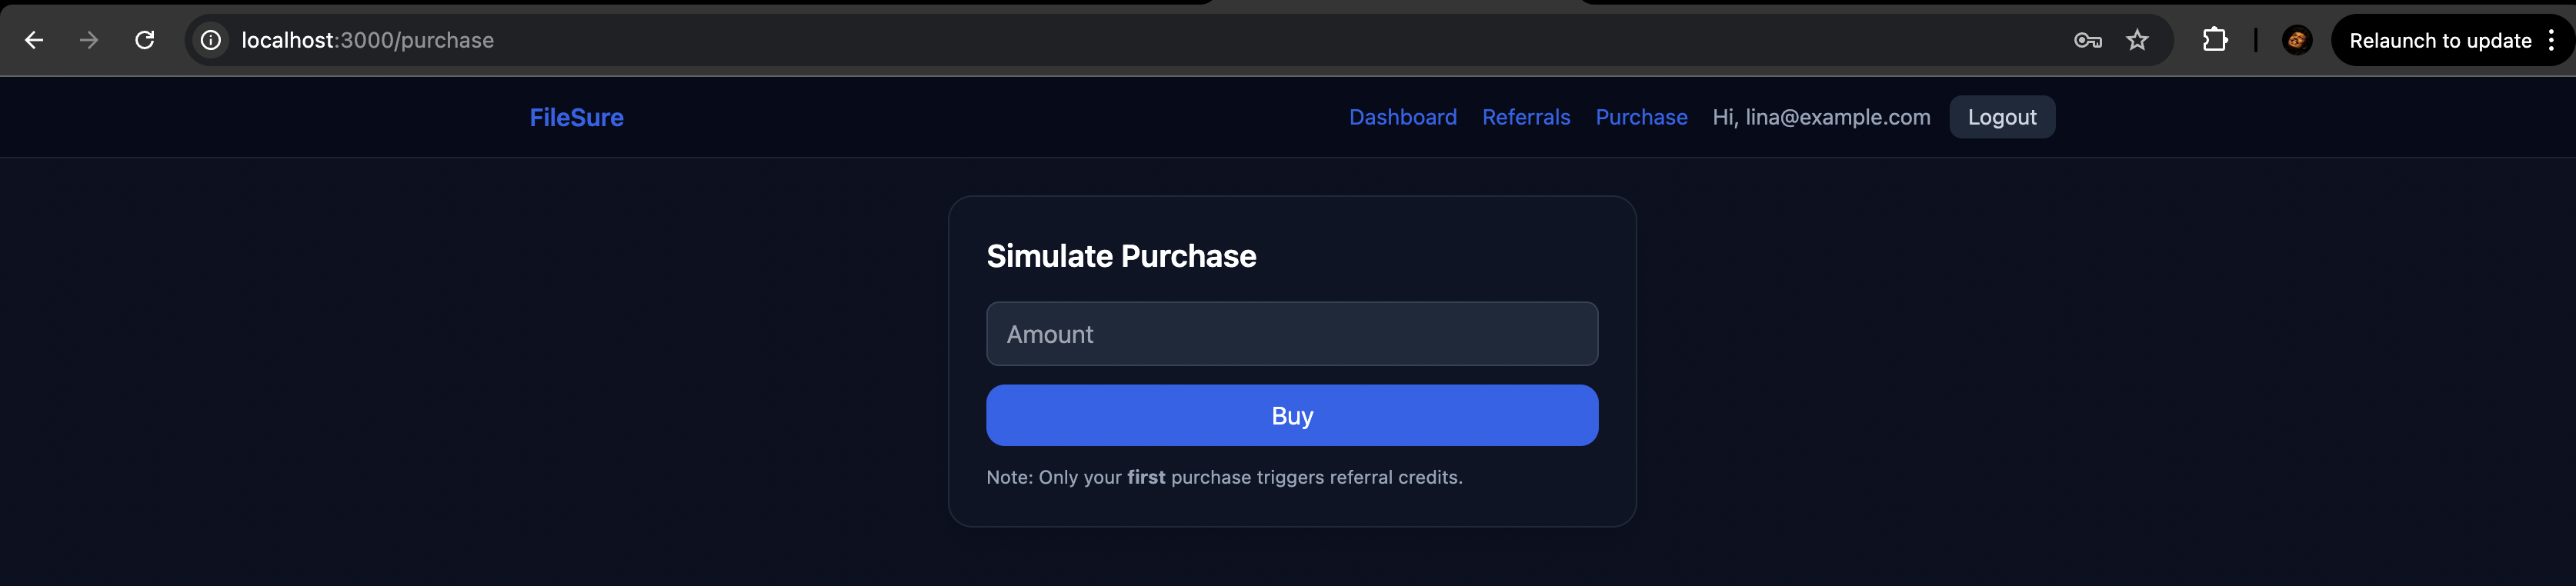 localhost:3000/purchase
Relaunch to update
FileSure
Dashboard Referrals Purchase Hi, lina@example.com Logout
Simulate Purchase
Amount
Buy
Note: Only your first purchase triggers referral credits.